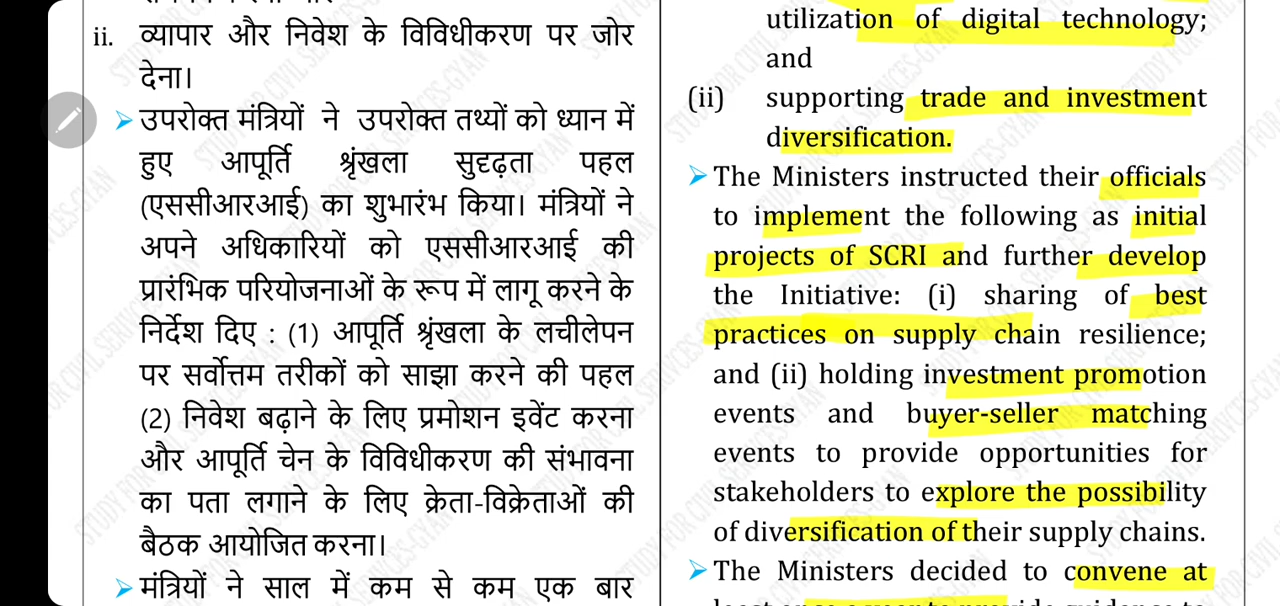 ii. व्यापार और निवेश के विविधीकरण पर जोर
देना।
➢ उपरोक्त मंत्रियों ने उपरोक्त तथ्यों को ध्यान में
हुए आपूर्ति श्रृंखला सुदृढ़ता पहल
(एससीआरआई) का शुभारंभ किया। मंत्रियों ने
अपने अधिकारियों को एससीआरआई की
प्रारंभिक परियोजनाओं के रूप में लागू करने के
निर्देश दिए : (1) आपूर्ति श्रृंखला के लचीलेपन
पर सर्वोत्तम तरीकों को साझा करने की पहल
(2) निवेश बढ़ाने के लिए प्रमोशन इवेंट करना
और आपूर्ति चेन के विविधीकरण की संभावना
का पता लगाने के लिए क्रेता-विक्रेताओं की
बैठक आयोजित करना।
➢ मंत्रियों ने साल में कम से कम एक बार
utilization of digital technology;
and
(ii) supporting trade and investment
diversification.
➢ The Ministers instructed their officials
to implement the following as initial
projects of SCRI and further develop
the Initiative: (i) sharing of best
practices on supply chain resilience;
and (ii) holding investment promotion
events and buyer-seller matching
events to provide opportunities for
stakeholders to explore the possibility
of diversification of their supply chains.
➢ The Ministers decided to convene at